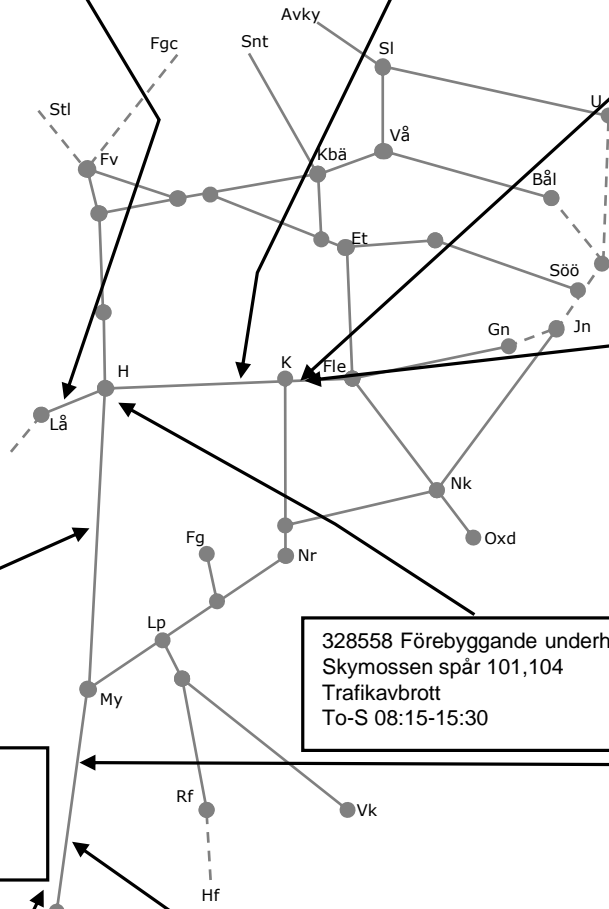 Avky
Fgc
Snt
Sl
Stl
U
Vå
Fv
Kbä
Bål
Et
Söö
Gn
Jn
H
K
Fle
Lå
Nk
Fg
Oxd
Nr
Lp
328558 Förebyggande underh
Skymossen spår 101,104
Trafikavbrott
To-S 08:15-15:30
My
Rf
Vk
Hf